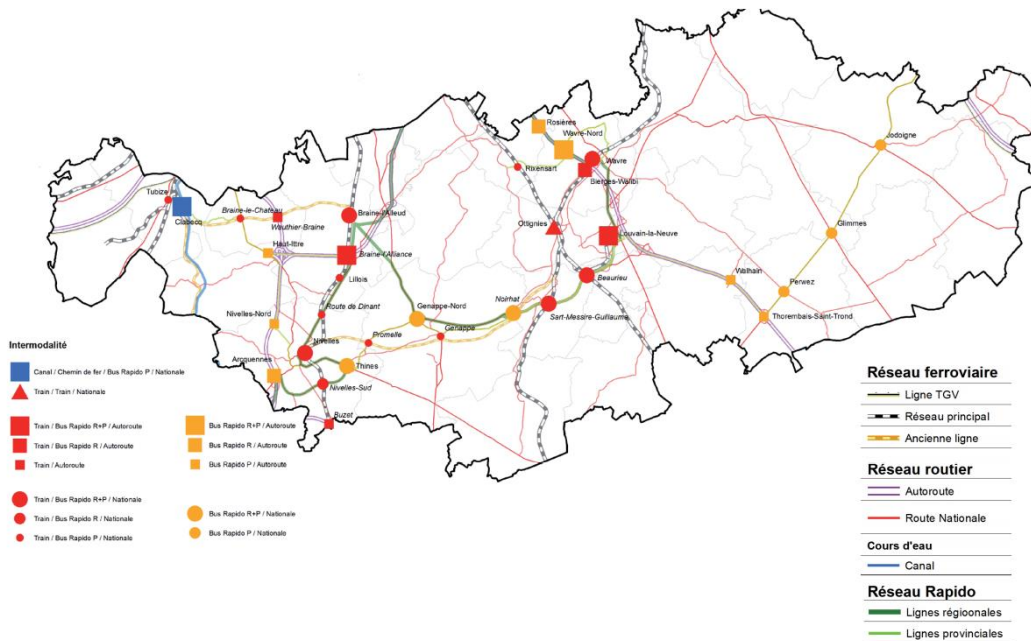 Rosières
Wavre-Nord
Jodoigne
Wavre
Rixensart
Bierges-Walibi
Tubize
Clabecq
Braine-le-Chateau
Braine-l'Alleud
Wauthier-Braine
Ottignies
Louvain-la-Neuve
Glimmes
Haut-Ittre
Braine-l'Alliance
Lillois
Beaurieu
Walhain
Perwez
Nivelles-Nord
Route de Dinant
Genappe-Nord
Noirhat
Sart-Messire-Guillaume
Thorembais-Saint-Trond
Promelle
Genappe
Nivelles
Arquennes
Thines
Nivelles-Sud
Buzet
Intermodalité
Canal / Chemin de fer / Bus Rapido P / Nationale
Train / Train / Nationale
Train / Bus Rapido R+P / Autoroute
Train / Bus Rapido R / Autoroute
Train / Autoroute
Bus Rapido R+P / Autoroute
Bus Rapido R / Autoroute
Bus Rapido P / Autoroute
Train / Bus Rapido R+P / Nationale
Train / Bus Rapido R / Nationale
Train / Bus Rapido P / Nationale
Bus Rapido R+P / Nationale
Bus Rapido P / Nationale
Réseau ferroviaire
Ligne TGV
Réseau principal
Ancienne ligne
Réseau routier
Autoroute
Route Nationale
Cours d'eau
Canal
Réseau Rapido
Lignes régioonales
Lignes provinciales